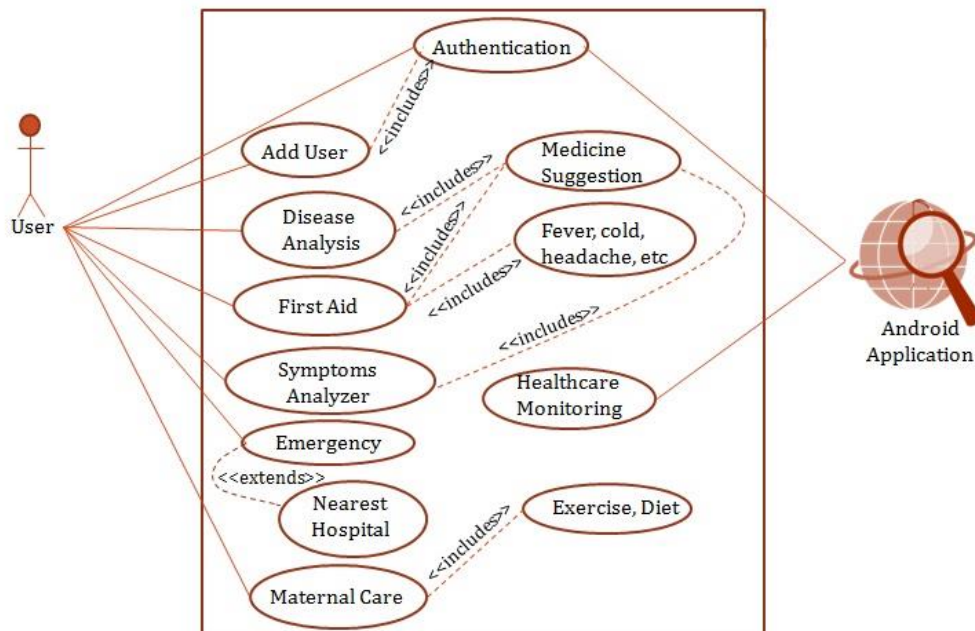 Authentication
<<includes>>
Add User
Medicine
Suggestion
<<includes>>
Disease
Analysis
User
<<includes>>
Fever, cold,
headache, etc
First Aid
<<includes>>
<<includes>>
Android
Application
Symptoms
Analyzer
Healthcare
Monitoring
Emergency
<<extends>>
Nearest
Hospital
Exercise, Diet
<<includes>>
Maternal Care